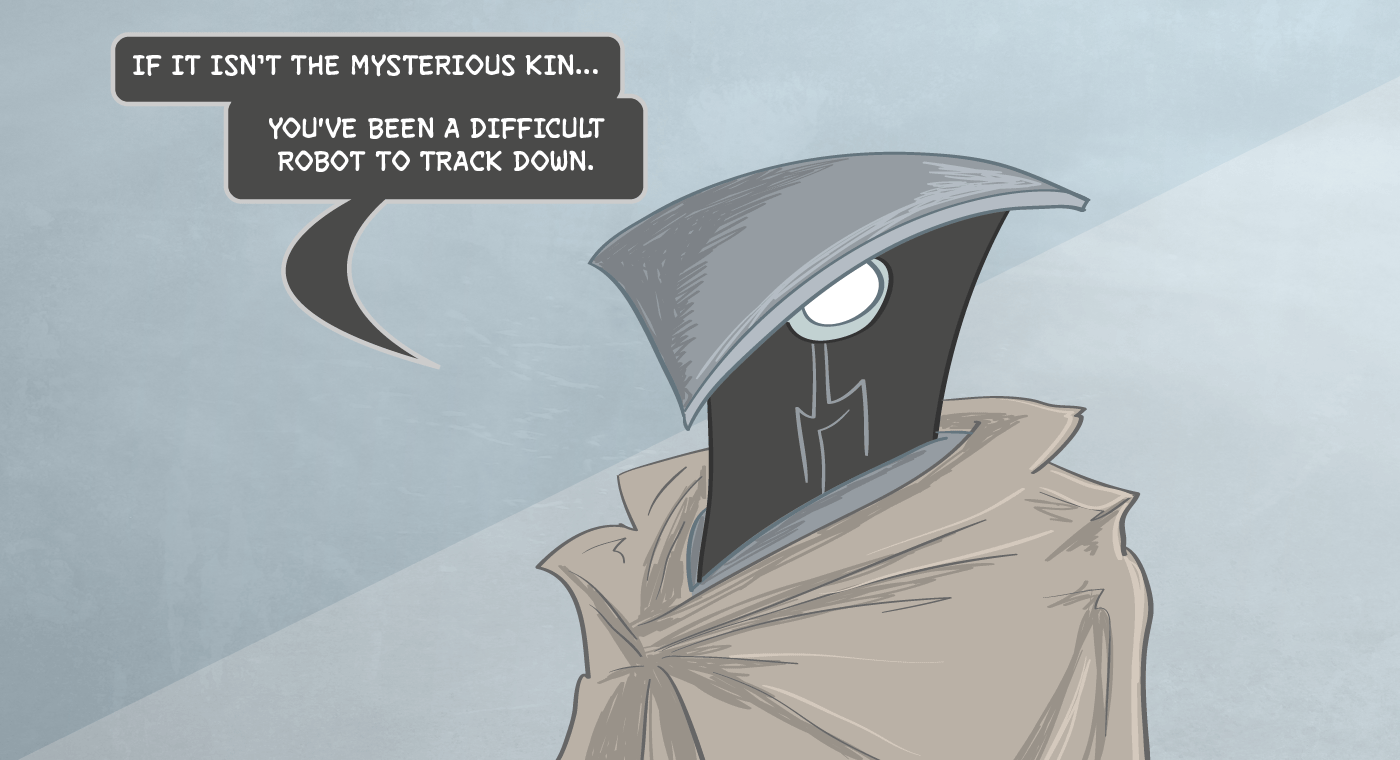 IF IT ISN'T THE MYSTERIOUS KIN...
YOU'VE BEEN A DIFFICULT
ROBOT TO TRACK DOWN.